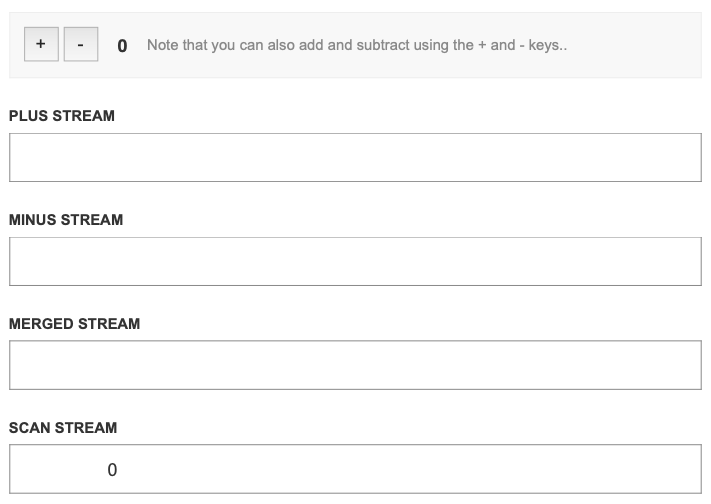 + - 0 Note that you can also add and subtract using the + and - keys..
PLUS STREAM
MINUS STREAM
MERGED STREAM
SCAN STREAM
0